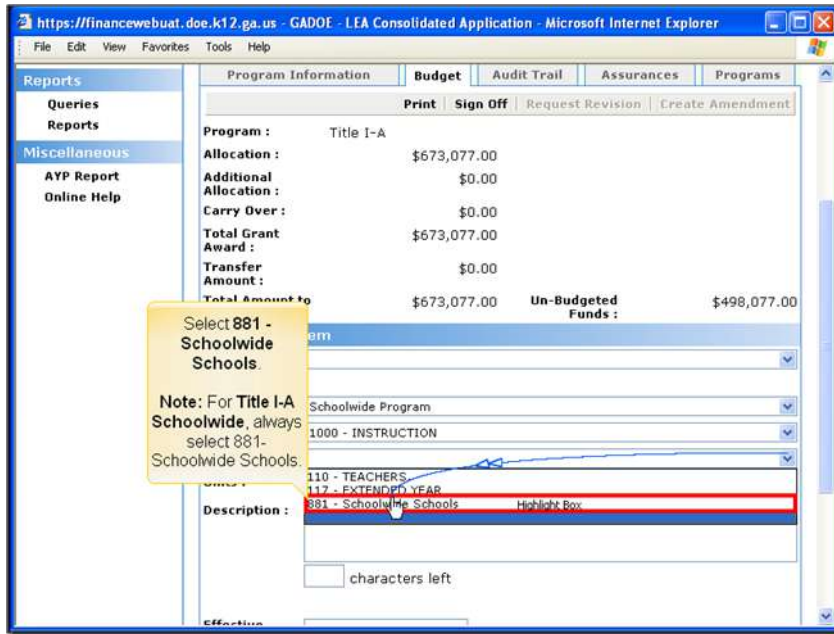 https://financewebuat.doe.k12.ga.us - GADOE - LEA Consolidated Application - Microsoft Internet Explorer
File Edit View Favorites Tools Help
Reports
Queries
Reports
Miscellaneous
AYP Report
Online Help
Program Information Budget Audit Trail Assurances Programs
Print Sign Off Request Revision Create Amendment
Program : Title I-A
Allocation : $673,077.00
Additional
Allocation : $0.00
Carry Over : $0.00
Total Grant
Award : $673,077.00
Transfer
Amount : $0.00
Total Amount to $673,077.00 Un-Budgeted
Funds : $498,077.00
Select 881 -
Schoolwide
Schools.
Note: For Title I-A
Schoolwide, always
select 881-
Schoolwide Schools.
Schoolwide Program
1000 - INSTRUCTION
110 - TEACHERS
117 - EXTENDED YEAR
881 - Schoolwide Schools Highlight Box
Description :
characters left
Effective